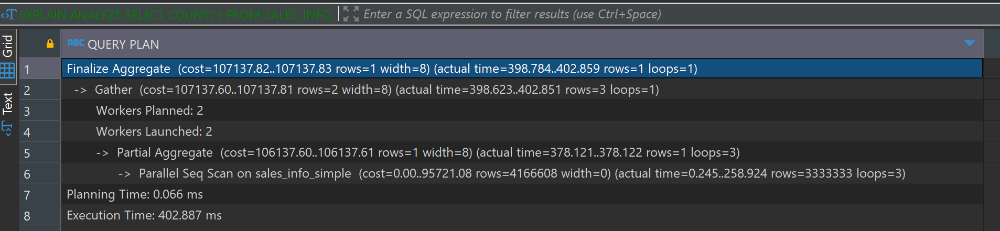 EXPLAIN ANALYZE SELECT COUNT(*) FROM SALES_INFO_ Enter a SQL expression to filter results (use Ctrl+Space)
Grid
Text
ABC QUERY PLAN
1 Finalize Aggregate (cost=107137.82..107137.83 rows=1 width=8) (actual time=398.784..402.859 rows=1 loops=1)
2 -> Gather (cost=107137.60..107137.81 rows=2 width=8) (actual time=398.623..402.851 rows=3 loops=1)
3 Workers Planned: 2
4 Workers Launched: 2
5 -> Partial Aggregate (cost=106137.60..106137.61 rows=1 width=8) (actual time=378.121..378.122 rows=1 loops=3)
6 -> Parallel Seq Scan on sales_info_simple (cost=0.00..95721.08 rows=4166608 width=0) (actual time=0.245..258.924 rows=3333333 loops=3)
7 Planning Time: 0.066 ms
8 Execution Time: 402.887 ms